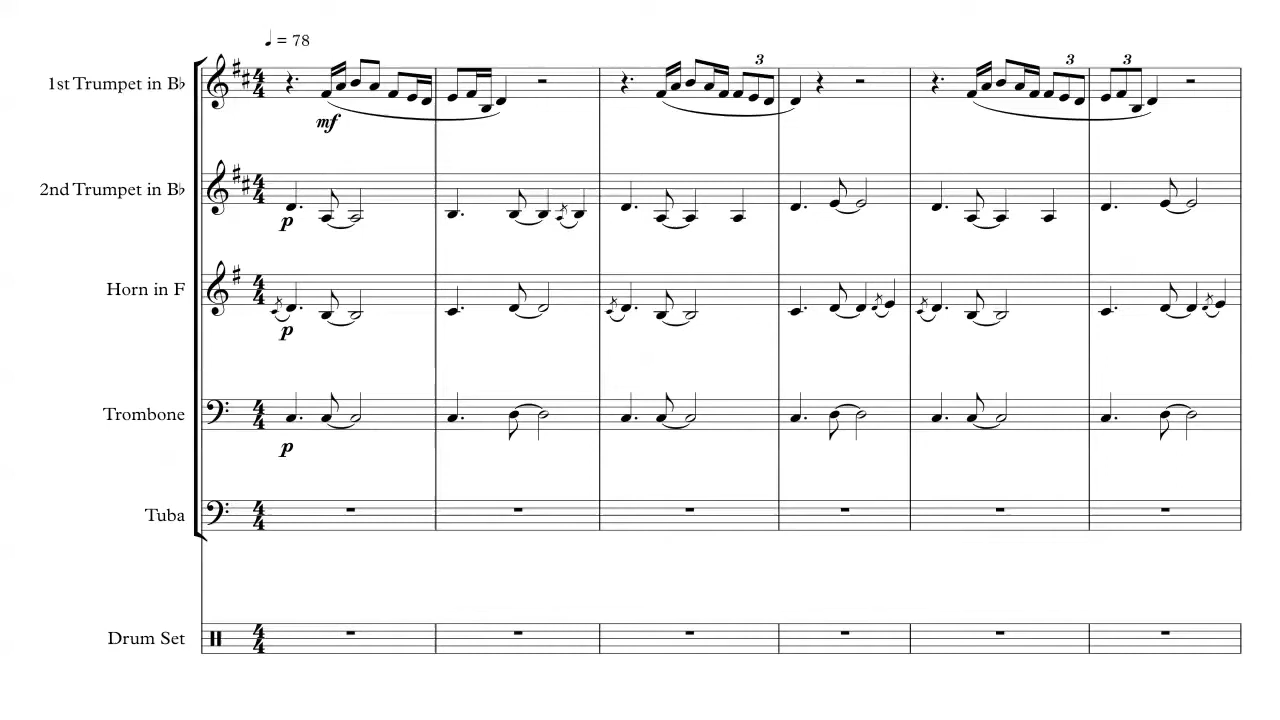 ♩ = 78
1st Trumpet in B♭
3
3
3
mf
2nd Trumpet in B♭
p
Horn in F
p
Trombone
p
Tuba
Drum Set